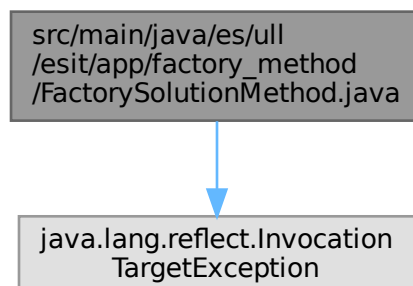 src/main/java/es/ull
/esit/app/factory_method
/FactorySolutionMethod.java
java.lang.reflect.Invocation
TargetException